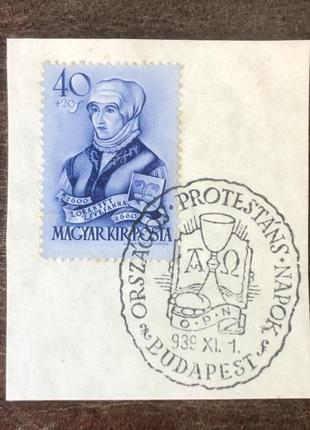 40
+20f
1600
LORÁNTFFY
ZSUZSANNA
1660
MAGYAR KIR. POSTA
ORSZÁGOS · PROTESTÁNS · NAPOK
Α Ω
O · P · N
939 XI. 1.
BUDAPEST